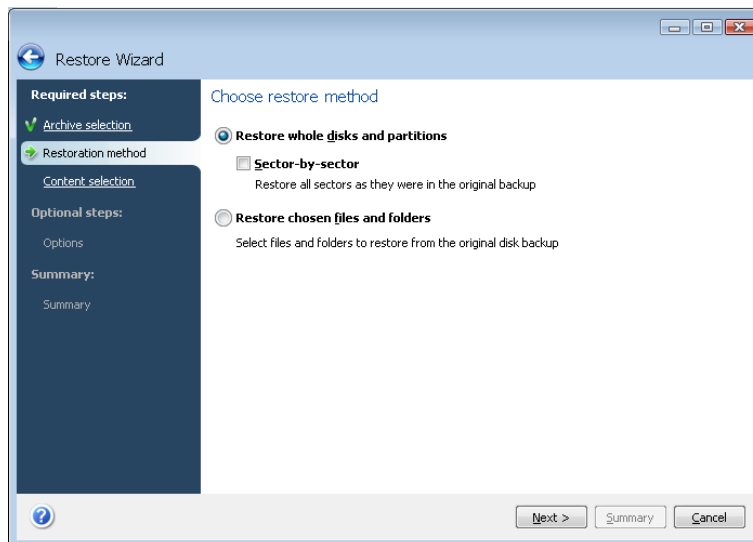 Restore Wizard
Required steps:
Archive selection
Restoration method
Content selection
Optional steps:
Options
Summary:
Summary
Choose restore method
Restore whole disks and partitions
Sector-by-sector
Restore all sectors as they were in the original backup
Restore chosen files and folders
Select files and folders to restore from the original disk backup
Next >
Summary
Cancel